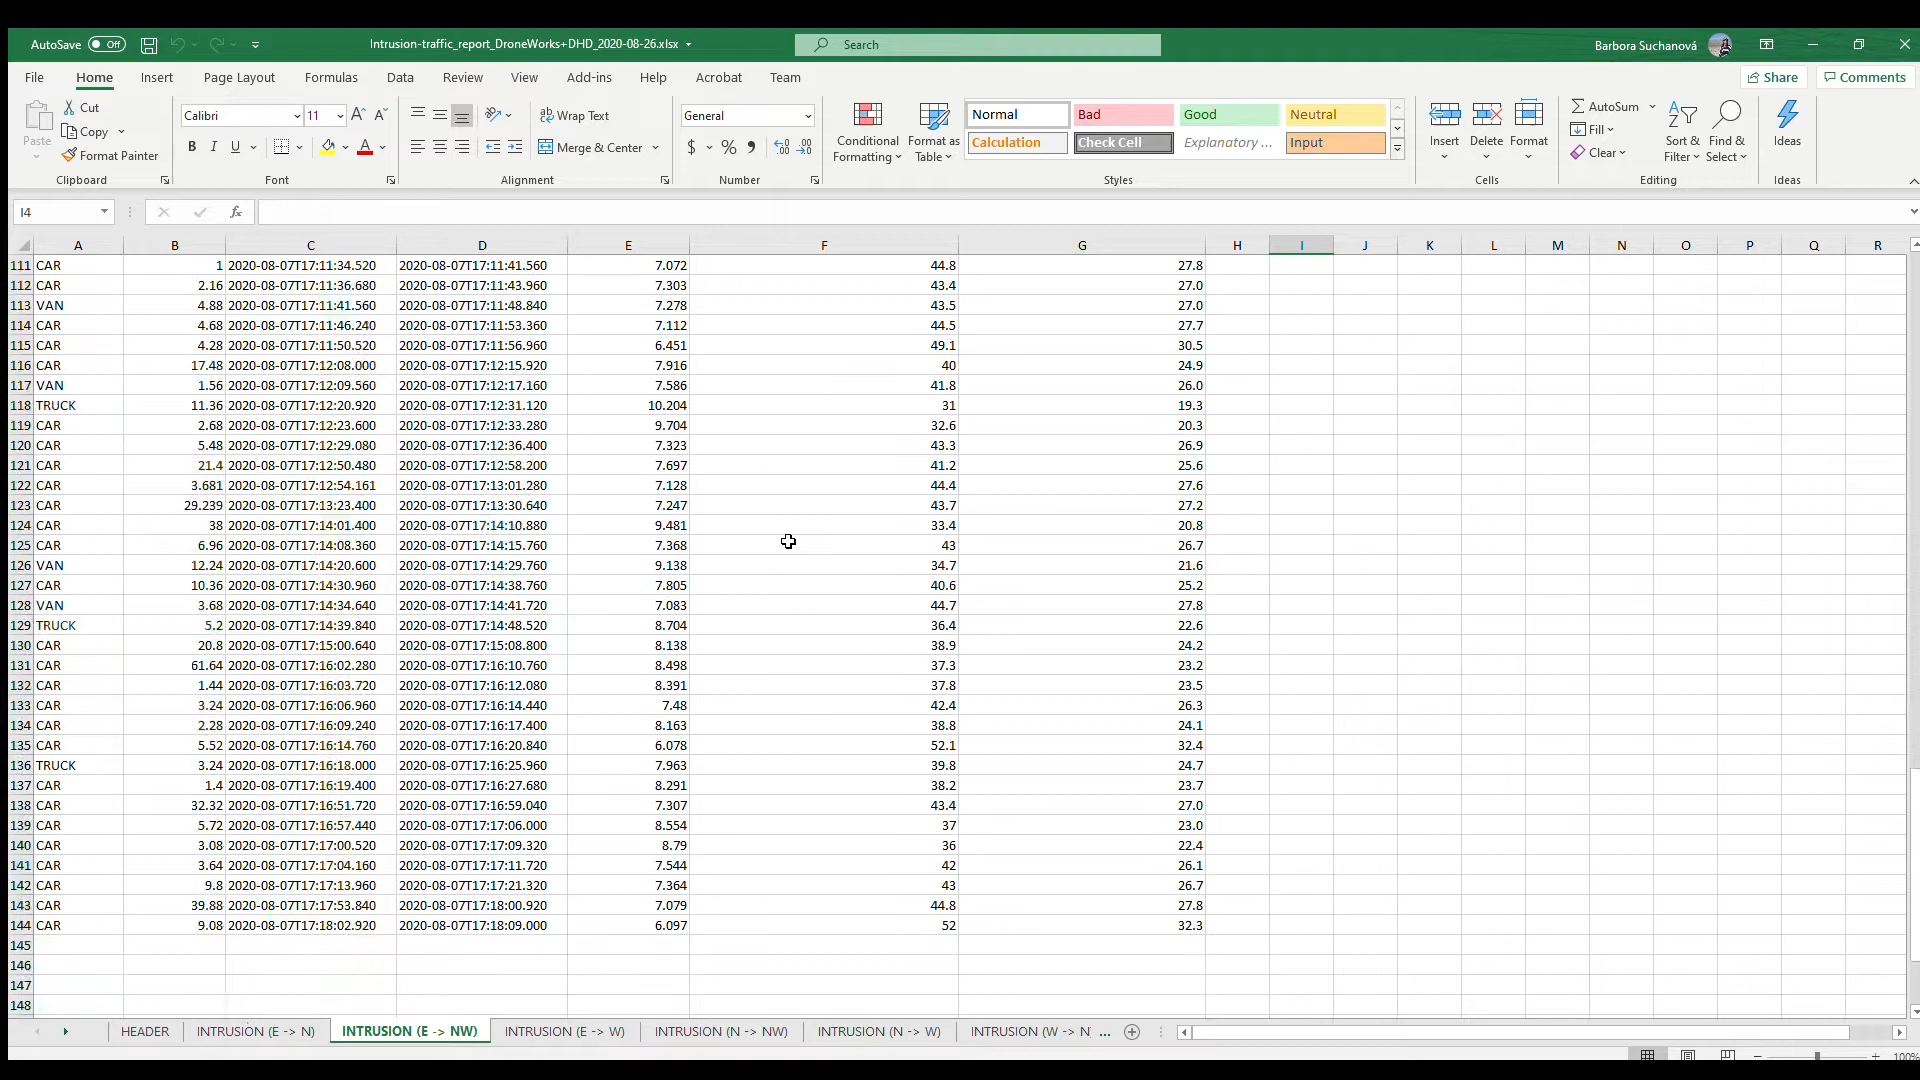 AutoSave Off Intrusion-traffic_report_DroneWorks+DHD_2020-08-26.xlsx Search Barbora Suchanová
File Home Insert Page Layout Formulas Data Review View Add-ins Help Acrobat Team Share Comments
Paste Cut Copy Format Painter Clipboard
Calibri 11 B I U Font
Wrap Text Merge & Center Alignment
General $ % Number
Conditional Formatting Format as Table Normal Bad Good Neutral Calculation Check Cell Explanatory ... Input Styles
Insert Delete Format Cells
AutoSum Fill Clear Sort & Filter Find & Select Editing
Ideas Ideas
I4 fx
A B C D E F G H I J K L M N O P Q R
111 CAR 1 2020-08-07T17:11:34.520 2020-08-07T17:11:41.560 7.072 44.8 27.8
112 CAR 2.16 2020-08-07T17:11:36.680 2020-08-07T17:11:43.960 7.303 43.4 27.0
113 VAN 4.88 2020-08-07T17:11:41.560 2020-08-07T17:11:48.840 7.278 43.5 27.0
114 CAR 4.68 2020-08-07T17:11:46.240 2020-08-07T17:11:53.360 7.112 44.5 27.7
115 CAR 4.28 2020-08-07T17:11:50.520 2020-08-07T17:11:56.960 6.451 49.1 30.5
116 CAR 17.48 2020-08-07T17:12:08.000 2020-08-07T17:12:15.920 7.916 40 24.9
117 VAN 1.56 2020-08-07T17:12:09.560 2020-08-07T17:12:17.160 7.586 41.8 26.0
118 TRUCK 11.36 2020-08-07T17:12:20.920 2020-08-07T17:12:31.120 10.204 31 19.3
119 CAR 2.68 2020-08-07T17:12:23.600 2020-08-07T17:12:33.280 9.704 32.6 20.3
120 CAR 5.48 2020-08-07T17:12:29.080 2020-08-07T17:12:36.400 7.323 43.3 26.9
121 CAR 21.4 2020-08-07T17:12:50.480 2020-08-07T17:12:58.200 7.697 41.2 25.6
122 CAR 3.681 2020-08-07T17:12:54.161 2020-08-07T17:13:01.280 7.128 44.4 27.6
123 CAR 29.239 2020-08-07T17:13:23.400 2020-08-07T17:13:30.640 7.247 43.7 27.2
124 CAR 38 2020-08-07T17:14:01.400 2020-08-07T17:14:10.880 9.481 33.4 20.8
125 CAR 6.96 2020-08-07T17:14:08.360 2020-08-07T17:14:15.760 7.368 43 26.7
126 VAN 12.24 2020-08-07T17:14:20.600 2020-08-07T17:14:29.760 9.138 34.7 21.6
127 CAR 10.36 2020-08-07T17:14:30.960 2020-08-07T17:14:38.760 7.805 40.6 25.2
128 VAN 3.68 2020-08-07T17:14:34.640 2020-08-07T17:14:41.720 7.083 44.7 27.8
129 TRUCK 5.2 2020-08-07T17:14:39.840 2020-08-07T17:14:48.520 8.704 36.4 22.6
130 CAR 20.8 2020-08-07T17:15:00.640 2020-08-07T17:15:08.800 8.138 38.9 24.2
131 CAR 61.64 2020-08-07T17:16:02.280 2020-08-07T17:16:10.760 8.498 37.3 23.2
132 CAR 1.44 2020-08-07T17:16:03.720 2020-08-07T17:16:12.080 8.391 37.8 23.5
133 CAR 3.24 2020-08-07T17:16:06.960 2020-08-07T17:16:14.440 7.48 42.4 26.3
134 CAR 2.28 2020-08-07T17:16:09.240 2020-08-07T17:16:17.400 8.163 38.8 24.1
135 CAR 5.52 2020-08-07T17:16:14.760 2020-08-07T17:16:20.840 6.078 52.1 32.4
136 TRUCK 3.24 2020-08-07T17:16:18.000 2020-08-07T17:16:25.960 7.963 39.8 24.7
137 CAR 1.4 2020-08-07T17:16:19.400 2020-08-07T17:16:27.680 8.291 38.2 23.7
138 CAR 32.32 2020-08-07T17:16:51.720 2020-08-07T17:16:59.040 7.307 43.4 27.0
139 CAR 5.72 2020-08-07T17:16:57.440 2020-08-07T17:17:06.000 8.554 37 23.0
140 CAR 3.08 2020-08-07T17:17:00.520 2020-08-07T17:17:09.320 8.79 36 22.4
141 CAR 3.64 2020-08-07T17:17:04.160 2020-08-07T17:17:11.720 7.544 42 26.1
142 CAR 9.8 2020-08-07T17:17:13.960 2020-08-07T17:17:21.320 7.364 43 26.7
143 CAR 39.88 2020-08-07T17:17:53.840 2020-08-07T17:18:00.920 7.079 44.8 27.8
144 CAR 9.08 2020-08-07T17:18:02.920 2020-08-07T17:18:09.000 6.097 52 32.3
145
146
147
148
HEADER INTRUSION (E -> N) INTRUSION (E -> NW) INTRUSION (E -> W) INTRUSION (N -> NW) INTRUSION (N -> W) INTRUSION (W -> N ...
100%